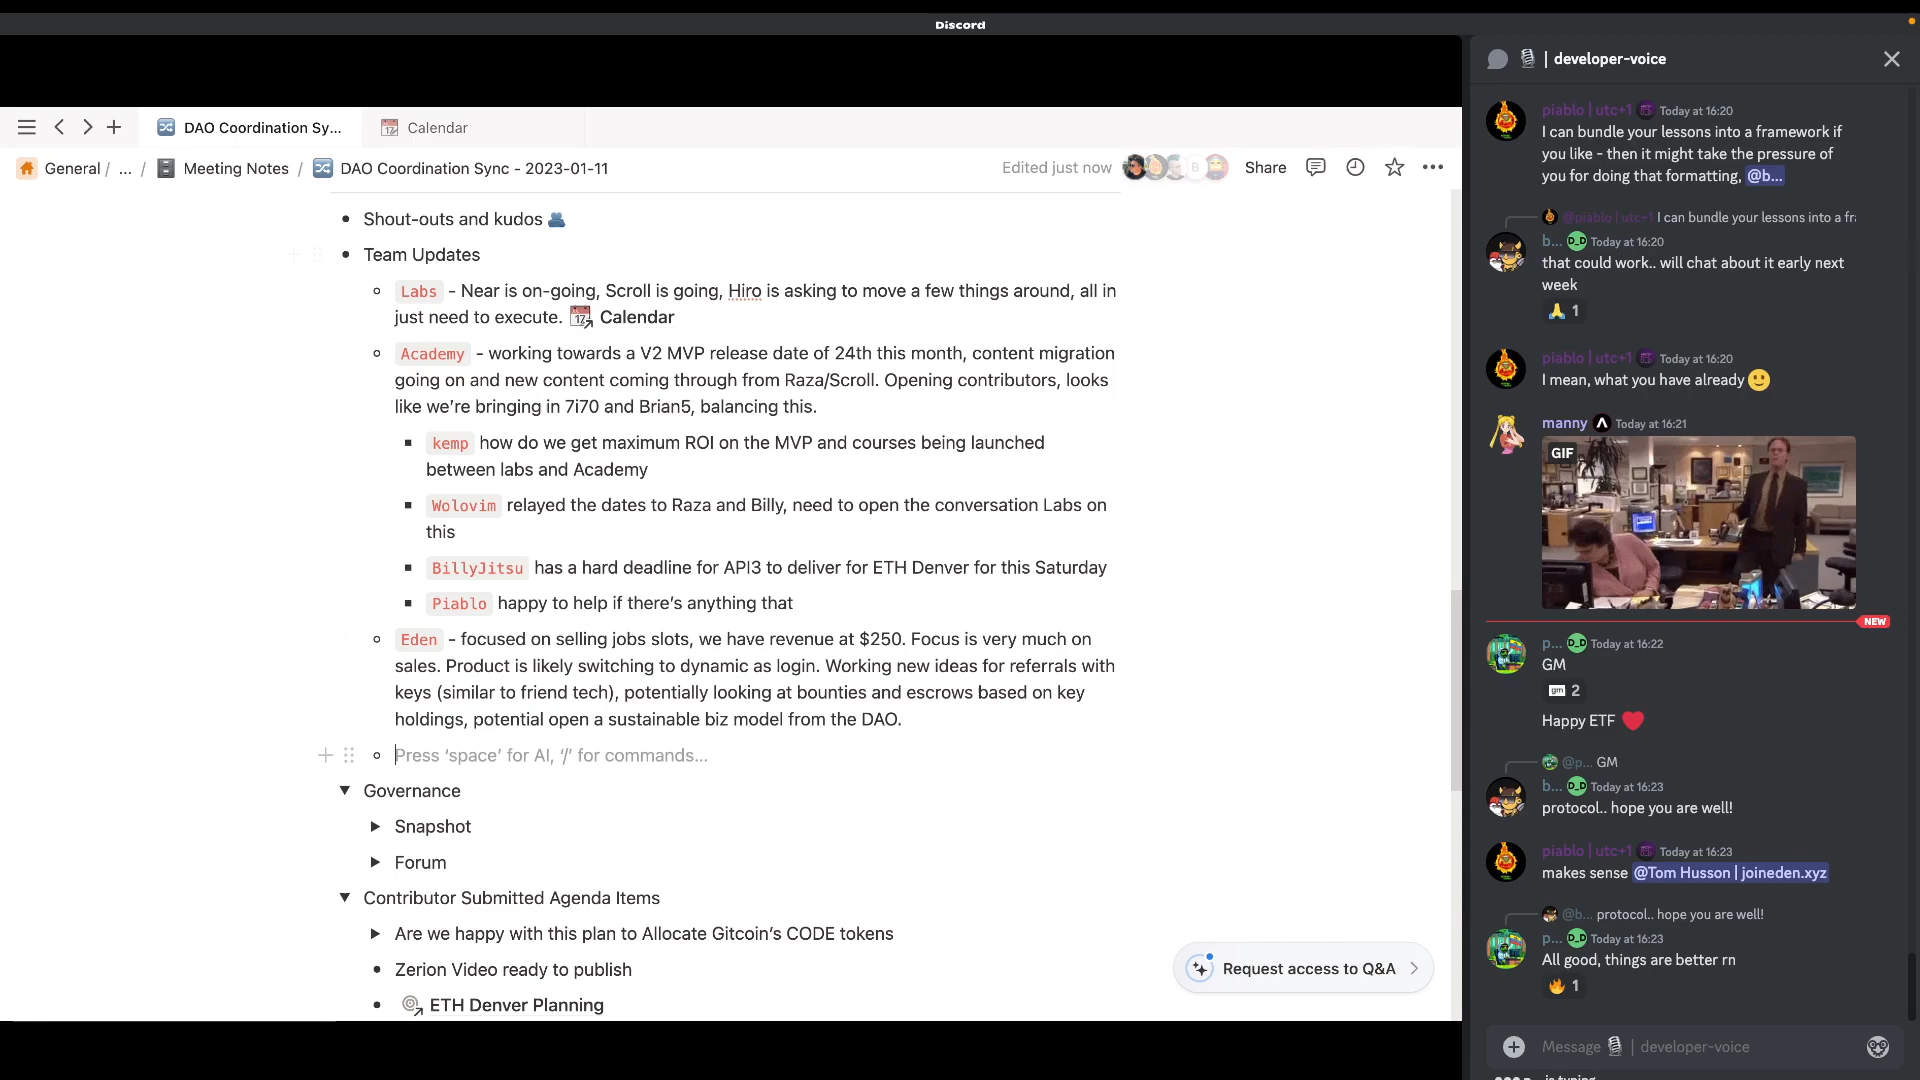 Discord
DAO Coordination Sy...
Calendar
General / ... / Meeting Notes / DAO Coordination Sync - 2023-01-11
Edited just now
B
Share
Shout-outs and kudos
Team Updates
Labs - Near is on-going, Scroll is going, Hiro is asking to move a few things around, all in
just need to execute. Calendar
Academy - working towards a V2 MVP release date of 24th this month, content migration
going on and new content coming through from Raza/Scroll. Opening contributors, looks
like we're bringing in 7i70 and Brian5, balancing this.
kemp how do we get maximum ROI on the MVP and courses being launched
between labs and Academy
Wolovim relayed the dates to Raza and Billy, need to open the conversation Labs on
this
BillyJitsu has a hard deadline for API3 to deliver for ETH Denver for this Saturday
Piablo happy to help if there's anything that
Eden - focused on selling jobs slots, we have revenue at $250. Focus is very much on
sales. Product is likely switching to dynamic as login. Working new ideas for referrals with
keys (similar to friend tech), potentially looking at bounties and escrows based on key
holdings, potential open a sustainable biz model from the DAO.
Press 'space' for AI, '/' for commands...
Governance
Snapshot
Forum
Contributor Submitted Agenda Items
Are we happy with this plan to Allocate Gitcoin's CODE tokens
Zerion Video ready to publish
ETH Denver Planning
Request access to Q&A
| developer-voice
piablo | utc+1 Today at 16:20
I can bundle your lessons into a framework if
you like - then it might take the pressure of
you for doing that formatting, @b...
@piablo | utc+1 I can bundle your lessons into a fra
b... D_D Today at 16:20
that could work.. will chat about it early next
week
1
piablo | utc+1 Today at 16:20
I mean, what you have already
manny Today at 16:21
GIF
NEW
p... D_D Today at 16:22
GM
gm 2
Happy ETF
@p... GM
b... D_D Today at 16:23
protocol.. hope you are well!
piablo | utc+1 Today at 16:23
makes sense @Tom Husson | joineden.xyz
@b... protocol.. hope you are well!
p... D_D Today at 16:23
All good, things are better rn
1
Message | developer-voice
is typing